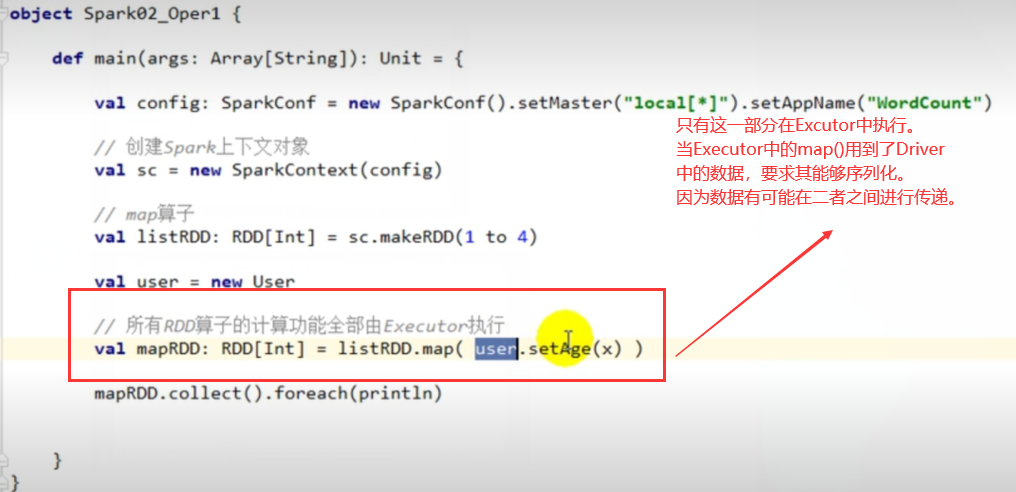 object Spark02_Oper1 {
def main(args: Array[String]): Unit = {
val config: SparkConf = new SparkConf().setMaster("local[*]").setAppName("WordCount")
只有这一部分在Excutor中执行。
当Executor中的map()用到了Driver
中的数据，要求其能够序列化。
因为数据有可能在二者之间进行传递。
// 创建Spark上下文对象
val sc = new SparkContext(config)
// map算子
val listRDD: RDD[Int] = sc.makeRDD(1 to 4)
val user = new User
// 所有RDD算子的计算功能全部由Executor执行
val mapRDD: RDD[Int] = listRDD.map( user.setAge(x) )
mapRDD.collect().foreach(println)
}
}